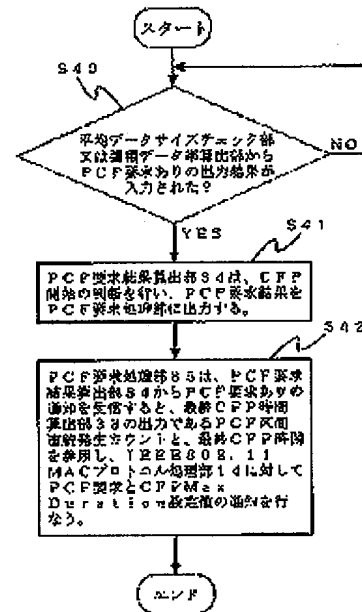 スタート
S40
平均データサイズチェック部
又は データ率算出部から
PCF要求ありの出力結果が
入力された?
NO
YES
S41
PCF要求結果算出部34は、CFP
開始の判断を行い、PCF要求結果を
PCF要求処理部に出力する。
S42
PCF要求処理部35は、PCF要求
結果算出部34からPCF要求ありの
通知を受信すると、最終CFP時間
算出部33の出力であるPCF区間
連続発生カウントと、最終CFP時間
を参照し、IEEE802.11
MACプロトコル処理部14に対して
PCF要求とCFPMax
Duration設定値の通知を行
なう。
エンド